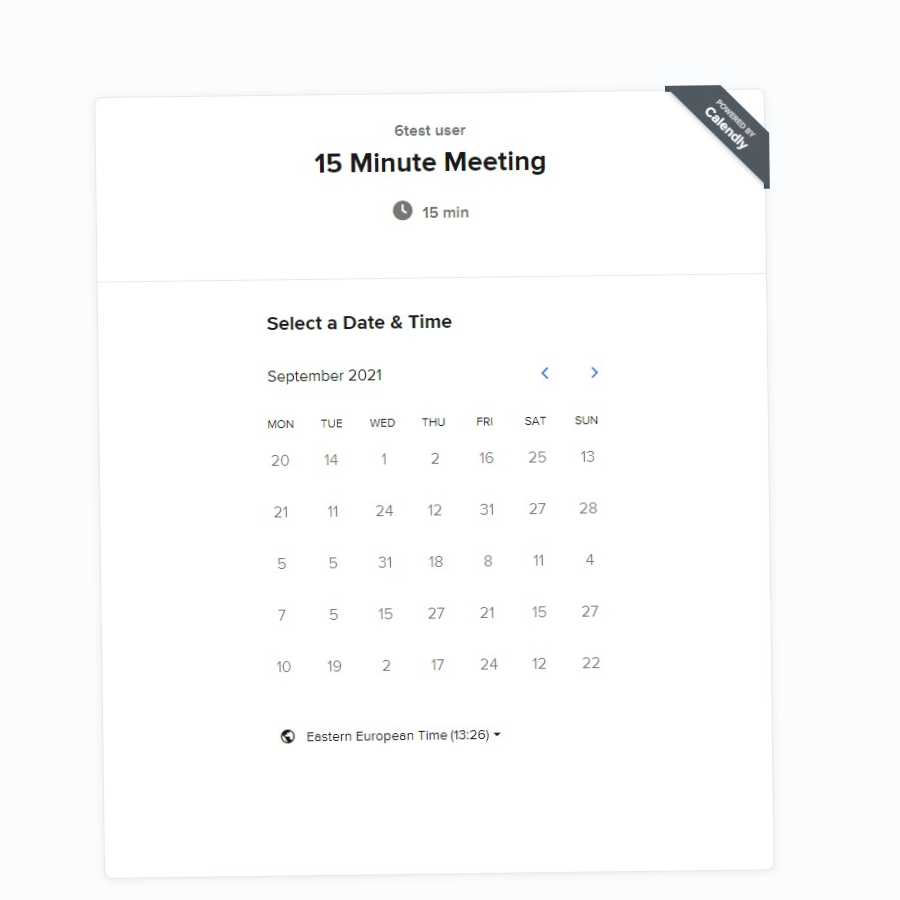 POWERED BY
Calendly
6test user
15 Minute Meeting
15 min
Select a Date & Time
September 2021
MON TUE WED THU FRI SAT SUN
20 14 1 2 16 25 13
21 11 24 12 31 27 28
5 5 31 18 8 11 4
7 5 15 27 21 15 27
10 19 2 17 24 12 22
Eastern European Time (13:26)